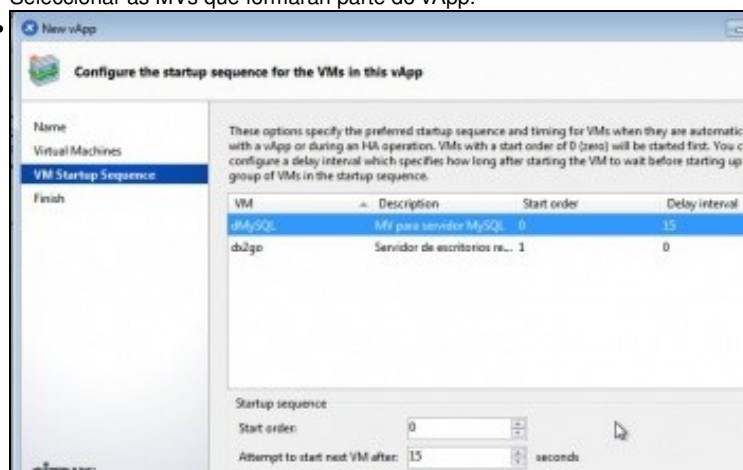 Seleccionar as MVs que formarán parte do vApp.
New vApp
Configure the startup sequence for the VMs in this vApp
Name
Virtual Machines
VM Startup Sequence
Finish
These options specify the preferred startup sequence and timing for VMs when they are automatic
with a vApp or during an HA operation. VMs with a start order of 0 (zero) will be started first. You c
configure a delay interval which specifies how long after starting the VM to wait before starting up
group of VMs in the startup sequence.
VM Description Start order Delay interval
dMySQL MV para servidor MySQL 0 15
dx2go Servidor de escritorios re... 1 0
Startup sequence
Start order: 0
Attempt to start next VM after: 15 seconds